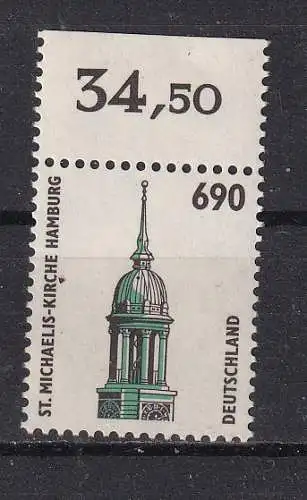 34,50
690
ST. MICHAELIS-KIRCHE HAMBURG
DEUTSCHLAND